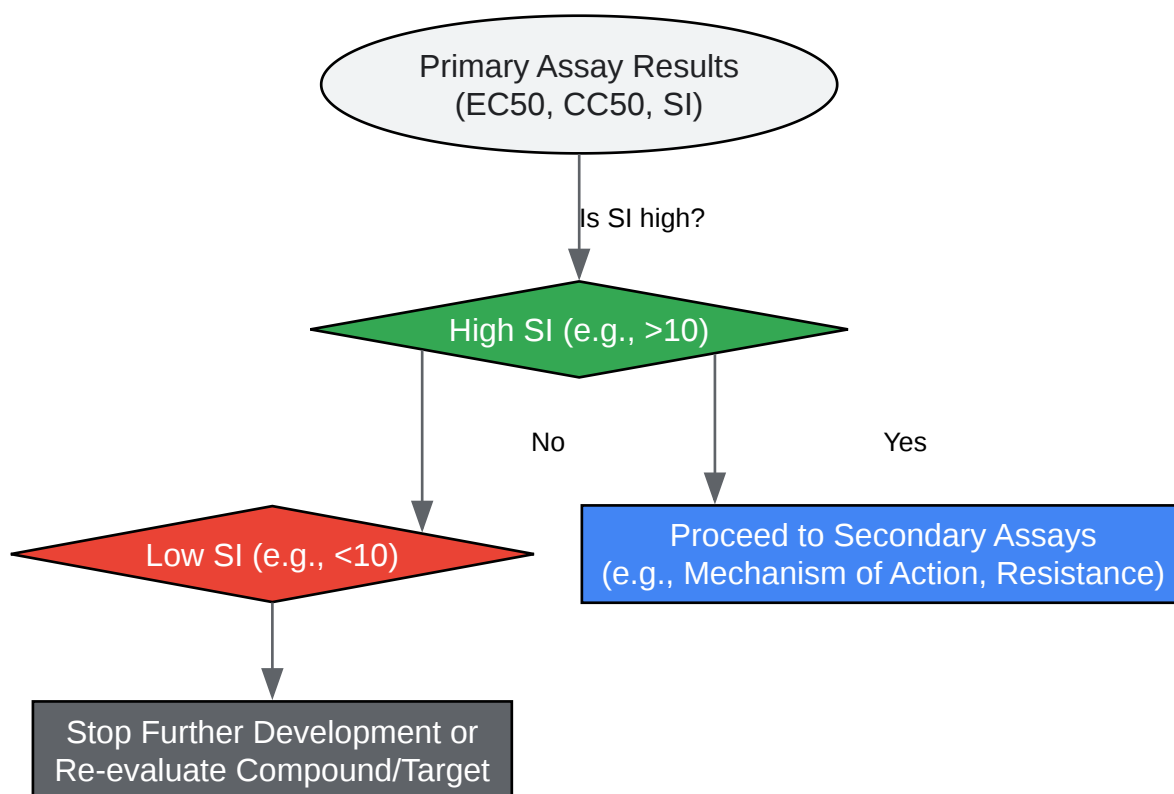 Primary Assay Results
(EC50, CC50, SI)
Is SI high?
High SI (e.g., >10)
No
Yes
Low SI (e.g., <10)
Proceed to Secondary Assays
(e.g., Mechanism of Action, Resistance)
Stop Further Development or
Re-evaluate Compound/Target